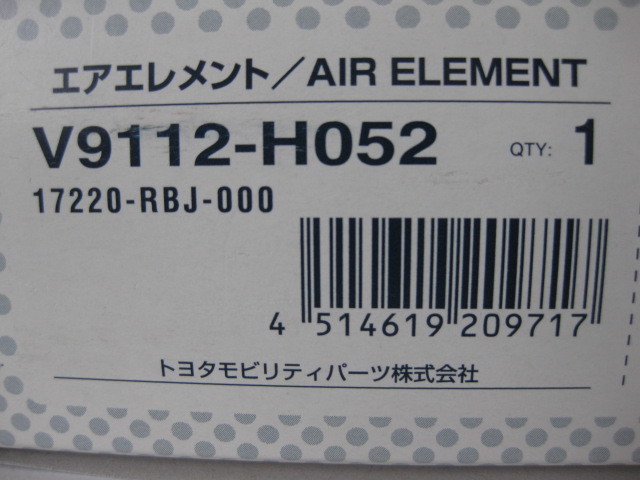 エアエレメント／AIR ELEMENT
V9112-H052 QTY: 1
17220-RBJ-000
4 514619 209717
トヨタモビリティパーツ株式会社